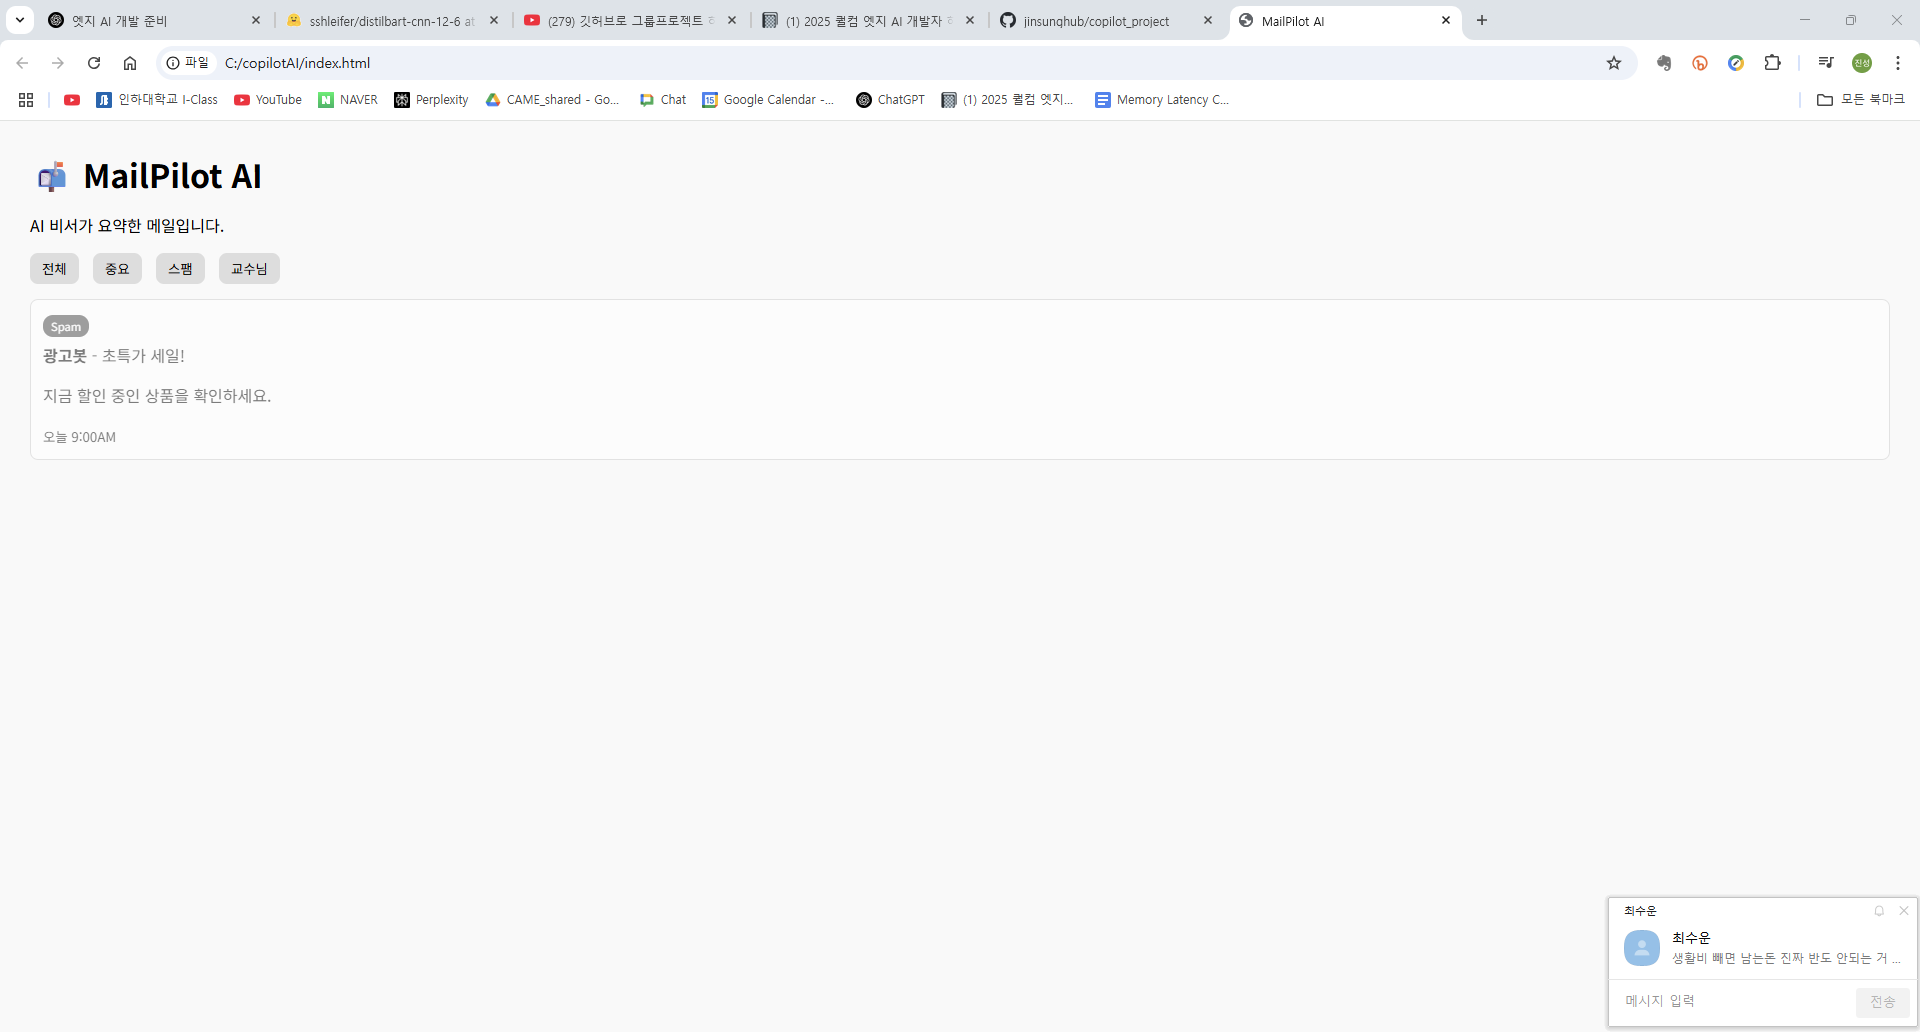 엣지 AI 개발 준비
sshleifer/distilbart-cnn-12-6 at
(279) 깃허브로 그룹프로젝트 하
(1) 2025 퀄컴 엣지 AI 개발자 해
jinsunghub/copilot_project
MailPilot AI
파일
C:/copilotAI/index.html
진성
인하대학교 I-Class
YouTube
NAVER
Perplexity
CAME_shared - Go...
Chat
Google Calendar -...
ChatGPT
(1) 2025 퀄컴 엣지...
Memory Latency C...
모든 북마크
MailPilot AI
AI 비서가 요약한 메일입니다.
전체
중요
스팸
교수님
Spam
광고봇 - 초특가 세일!
지금 할인 중인 상품을 확인하세요.
오늘 9:00AM
최수운
최수운
생활비 빼면 남는돈 진짜 반도 안되는 거 ...
메시지 입력
전송